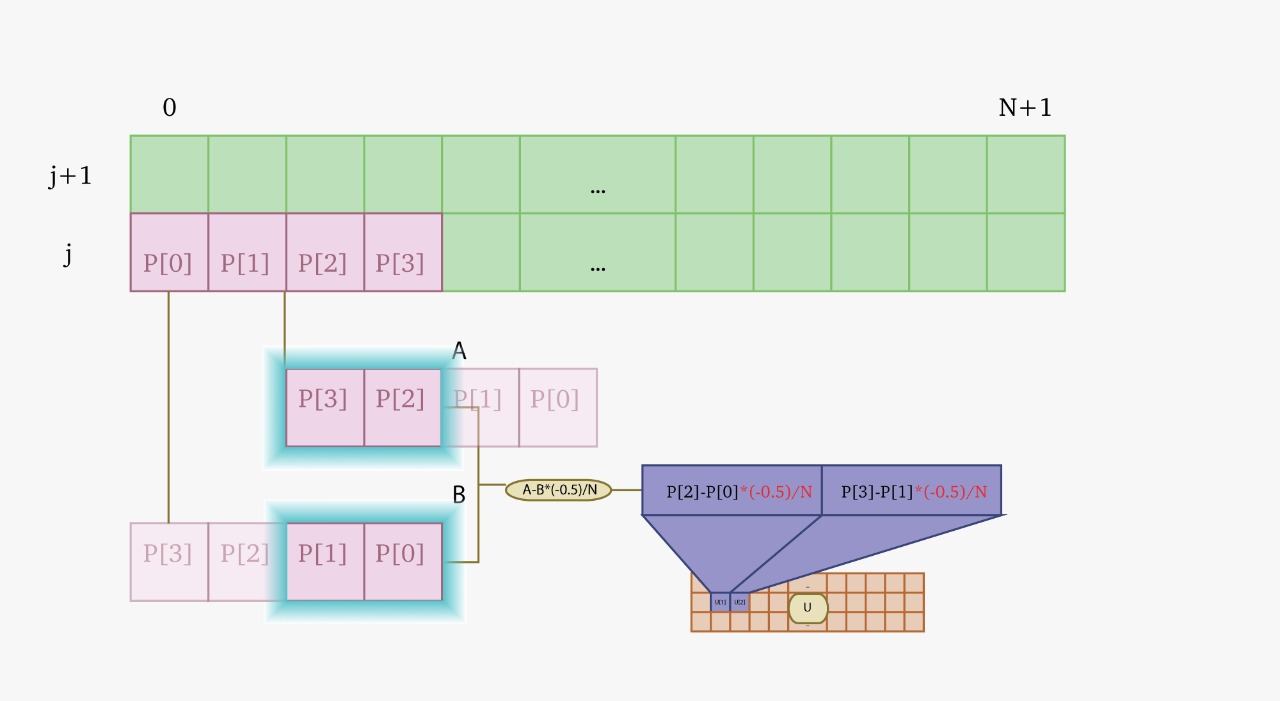 0 N+1
j+1 ...
j P[0] P[1] P[2] P[3] ...
A
P[3] P[2] P[1] P[0]
B
A-B*(-0.5)/N P[2]-P[0]*(-0.5)/N P[3]-P[1]*(-0.5)/N
P[3] P[2] P[1] P[0]
U[1] U[2] U